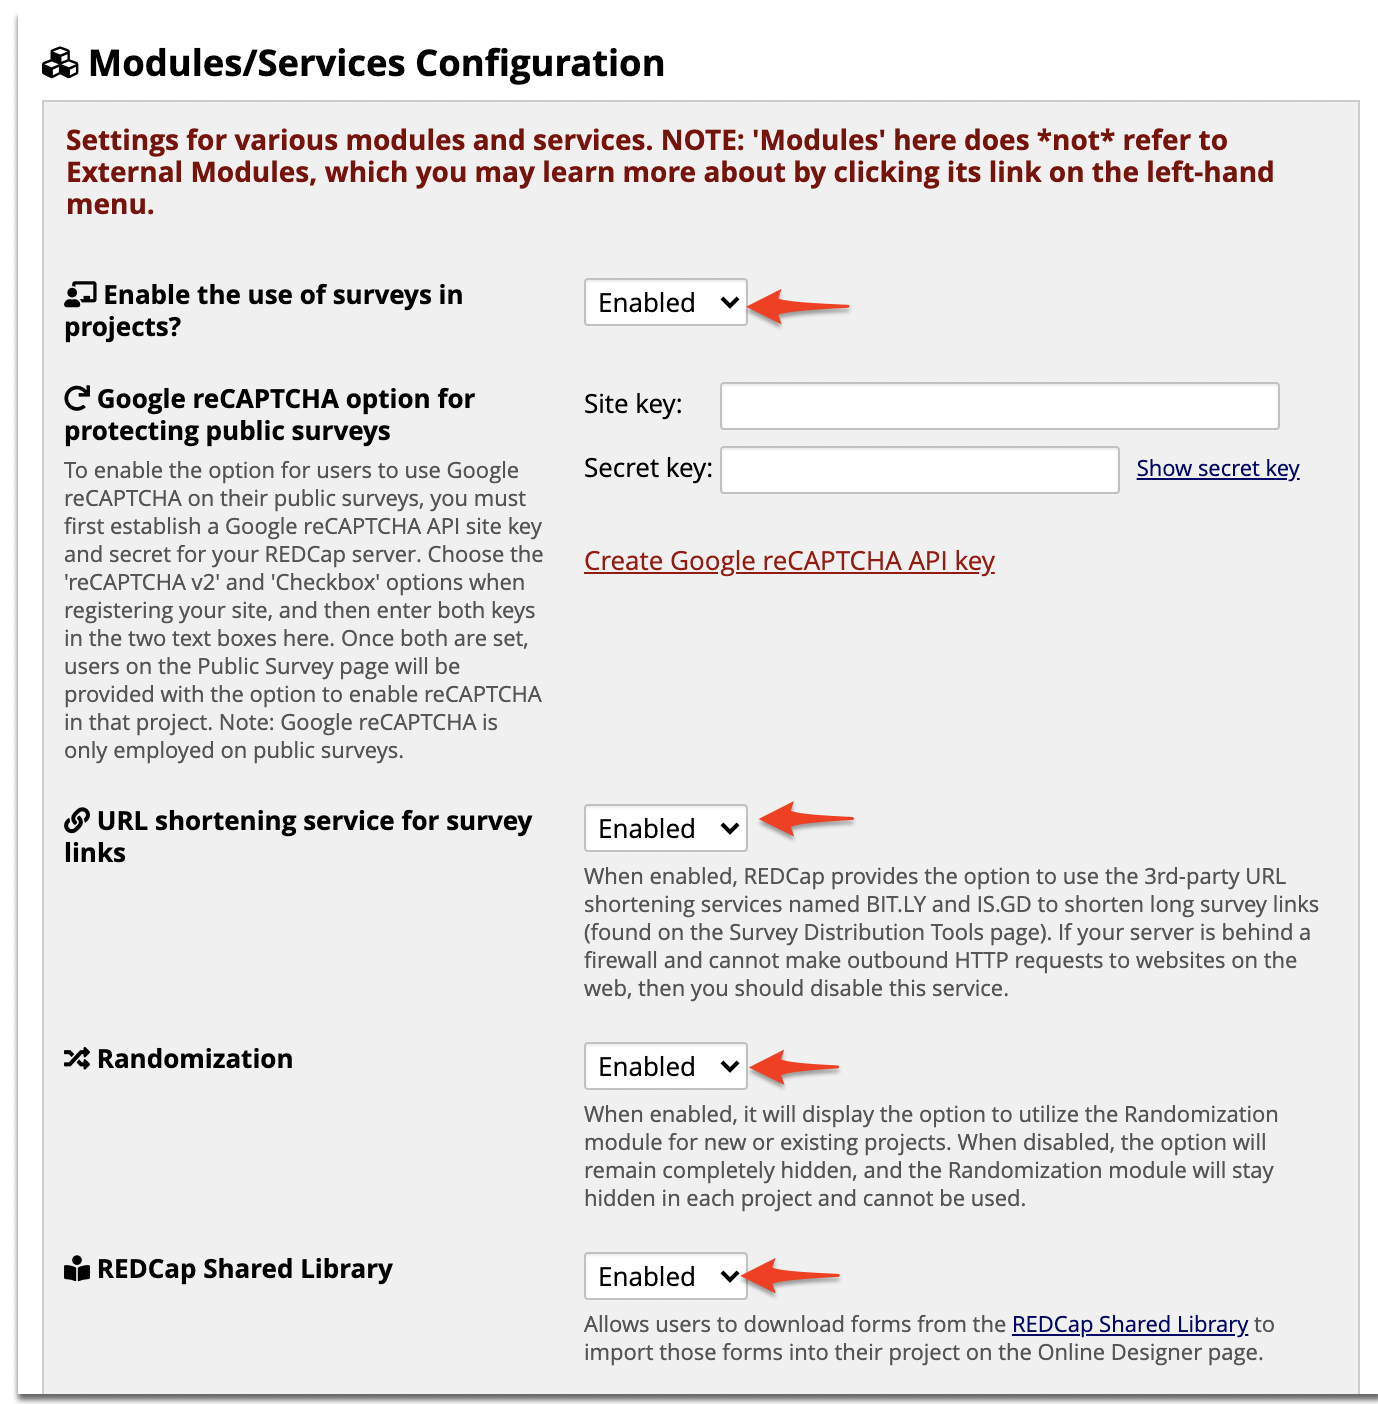 Modules/Services Configuration
Settings for various modules and services. NOTE: 'Modules' here does *not* refer to
External Modules, which you may learn more about by clicking its link on the left-hand
menu.
Enable the use of surveys in
projects?
Enabled
Google reCAPTCHA option for
protecting public surveys
To enable the option for users to use Google
reCAPTCHA on their public surveys, you must
first establish a Google reCAPTCHA API site key
and secret for your REDCap server. Choose the
'reCAPTCHA v2' and 'Checkbox' options when
registering your site, and then enter both keys
in the two text boxes here. Once both are set,
users on the Public Survey page will be
provided with the option to enable reCAPTCHA
in that project. Note: Google reCAPTCHA is
only employed on public surveys.
Site key:
Secret key:
Show secret key
Create Google reCAPTCHA API key
URL shortening service for survey
links
Enabled
When enabled, REDCap provides the option to use the 3rd-party URL
shortening services named BIT.LY and IS.GD to shorten long survey links
(found on the Survey Distribution Tools page). If your server is behind a
firewall and cannot make outbound HTTP requests to websites on the
web, then you should disable this service.
Randomization
Enabled
When enabled, it will display the option to utilize the Randomization
module for new or existing projects. When disabled, the option will
remain completely hidden, and the Randomization module will stay
hidden in each project and cannot be used.
REDCap Shared Library
Enabled
Allows users to download forms from the REDCap Shared Library to
import those forms into their project on the Online Designer page.